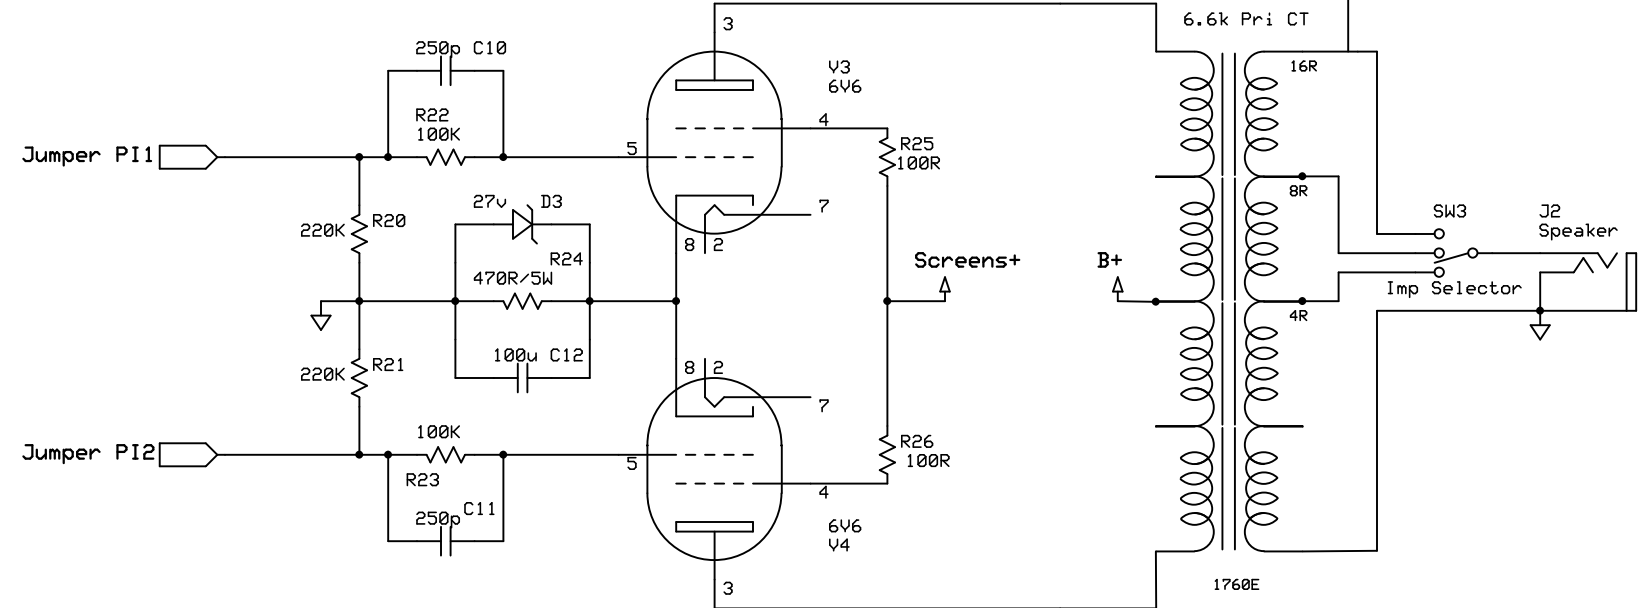 3
6.6k Pri CT
250p C10
16R
V3
6V6
R22
100K
4
R25
100R
Jumper PI1
5
8R
27v D3
7
SW3
J2
Speaker
220K R20
8 2
R24
Screens+
B+
470R/5W
Imp Selector
4R
100u C12
220K R21
8 2
7
100K
R26
100R
Jumper PI2
5
R23
4
250p C11
6V6
V4
3
1760E